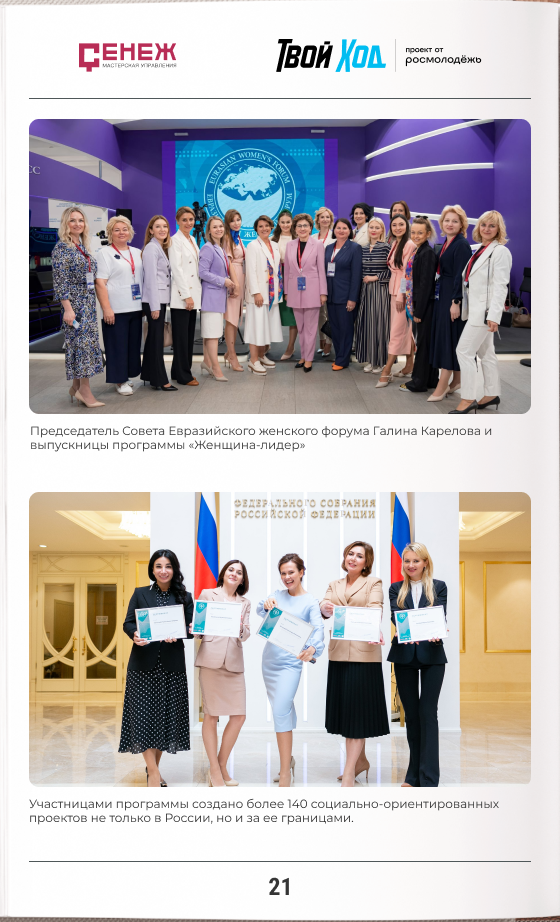 СЕНЕЖ
МАСТЕРСКАЯ УПРАВЛЕНИЯ
ТВОЙ ХОД
проект от
росмолодёжь
EURASIAN WOMEN'S FORUM
Председатель Совета Евразийского женского форума Галина Карелова и
выпускницы программы «Женщина-лидер»
ФЕДЕРАЛЬНОГО СОБРАНИЯ
РОССИЙСКОЙ ФЕДЕРАЦИИ
Участницами программы создано более 140 социально-ориентированных
проектов не только в России, но и за ее границами.
21